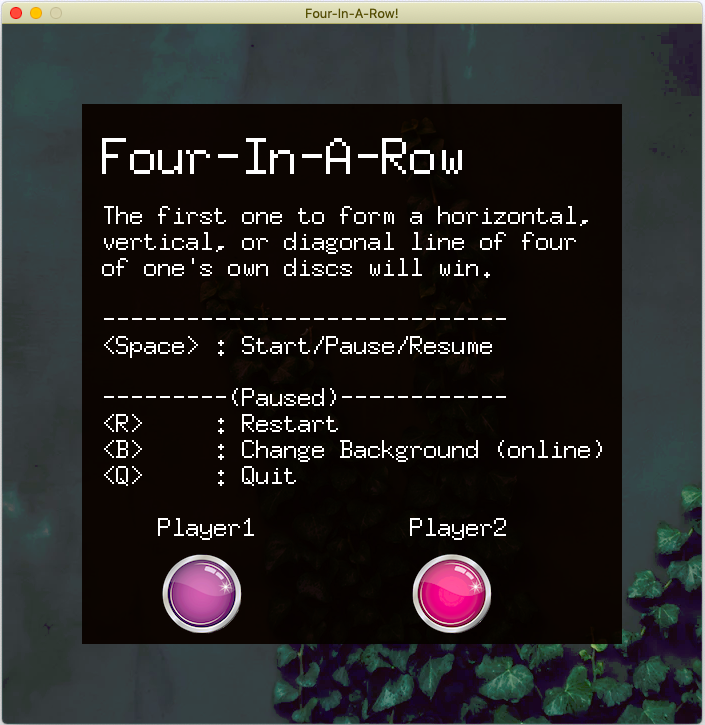 Four-In-A-Row!
Four-In-A-Row
The first one to form a horizontal,
vertical, or diagonal line of four
of one's own discs will win.
------------------------------
<Space> : Start/Pause/Resume
---------(Paused)------------
<R> : Restart
<B> : Change Background (online)
<Q> : Quit
Player1 Player2